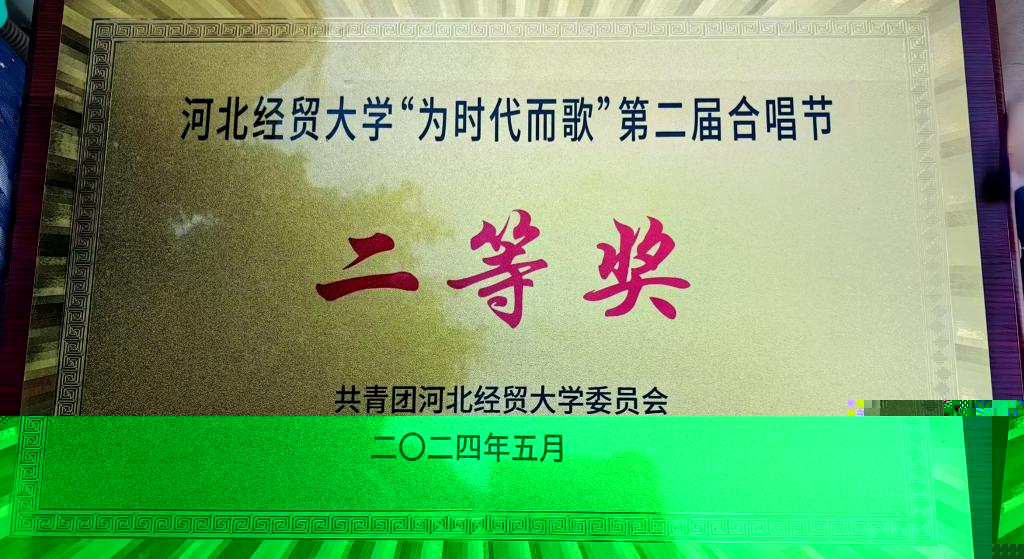 河北经贸大学“为时代而歌”第二届合唱节
二等奖
共青团河北经贸大学委员会
二〇二四年五月